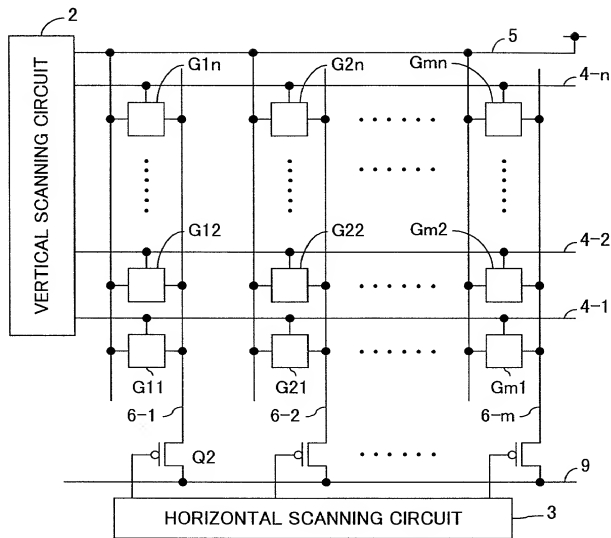 2
5
VERTICAL SCANNING CIRCUIT
G1n G2n Gmn
4-n
G12 G22 Gm2
4-2
4-1
G11 G21 Gm1
6-1 6-2 6-m
Q2
9
HORIZONTAL SCANNING CIRCUIT
3